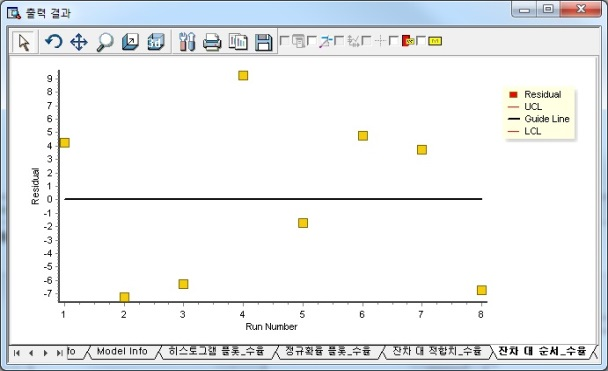 출력 결과
Residual
UCL
Guide Line
LCL
9
8
7
6
5
4
3
2
1
0
-1
-2
-3
-4
-5
-6
-7
Residual
1 2 3 4 5 6 7 8
Run Number
fo Model Info 히스토그램 플롯_수율 정규확률 플롯_수율 잔차 대 적합치_수율 잔차 대 순서_수율